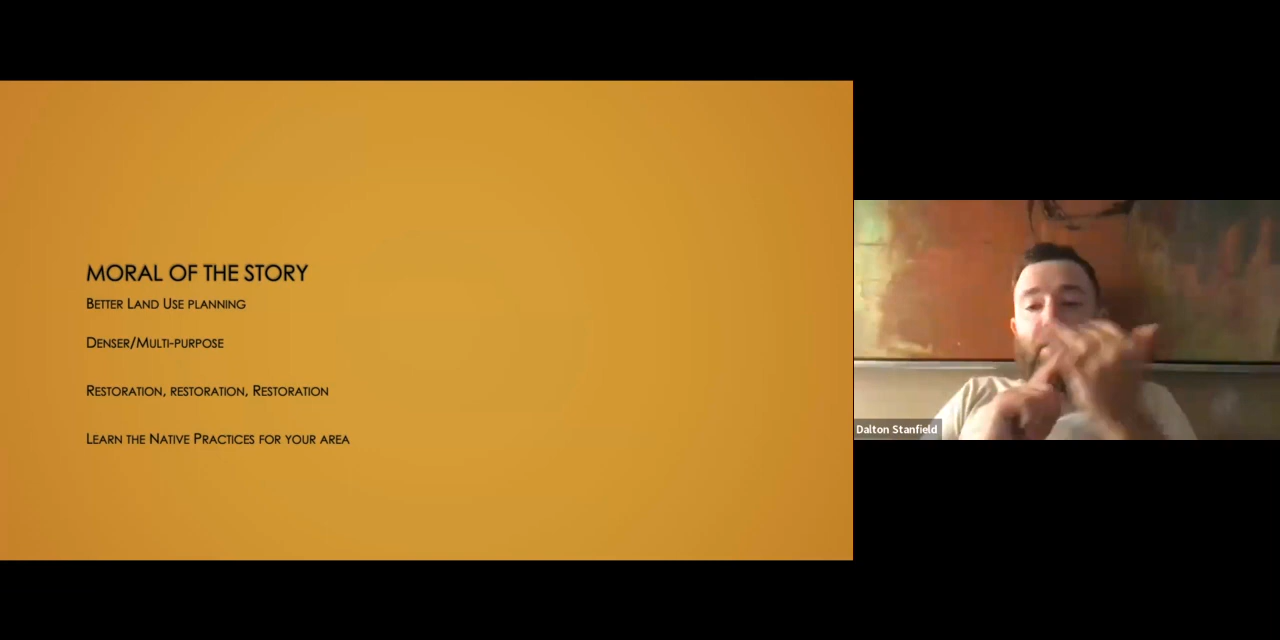 MORAL OF THE STORY
BETTER LAND USE PLANNING
DENSER/MULTI-PURPOSE
RESTORATION, RESTORATION, RESTORATION
LEARN THE NATIVE PRACTICES FOR YOUR AREA
Dalton Stanfield